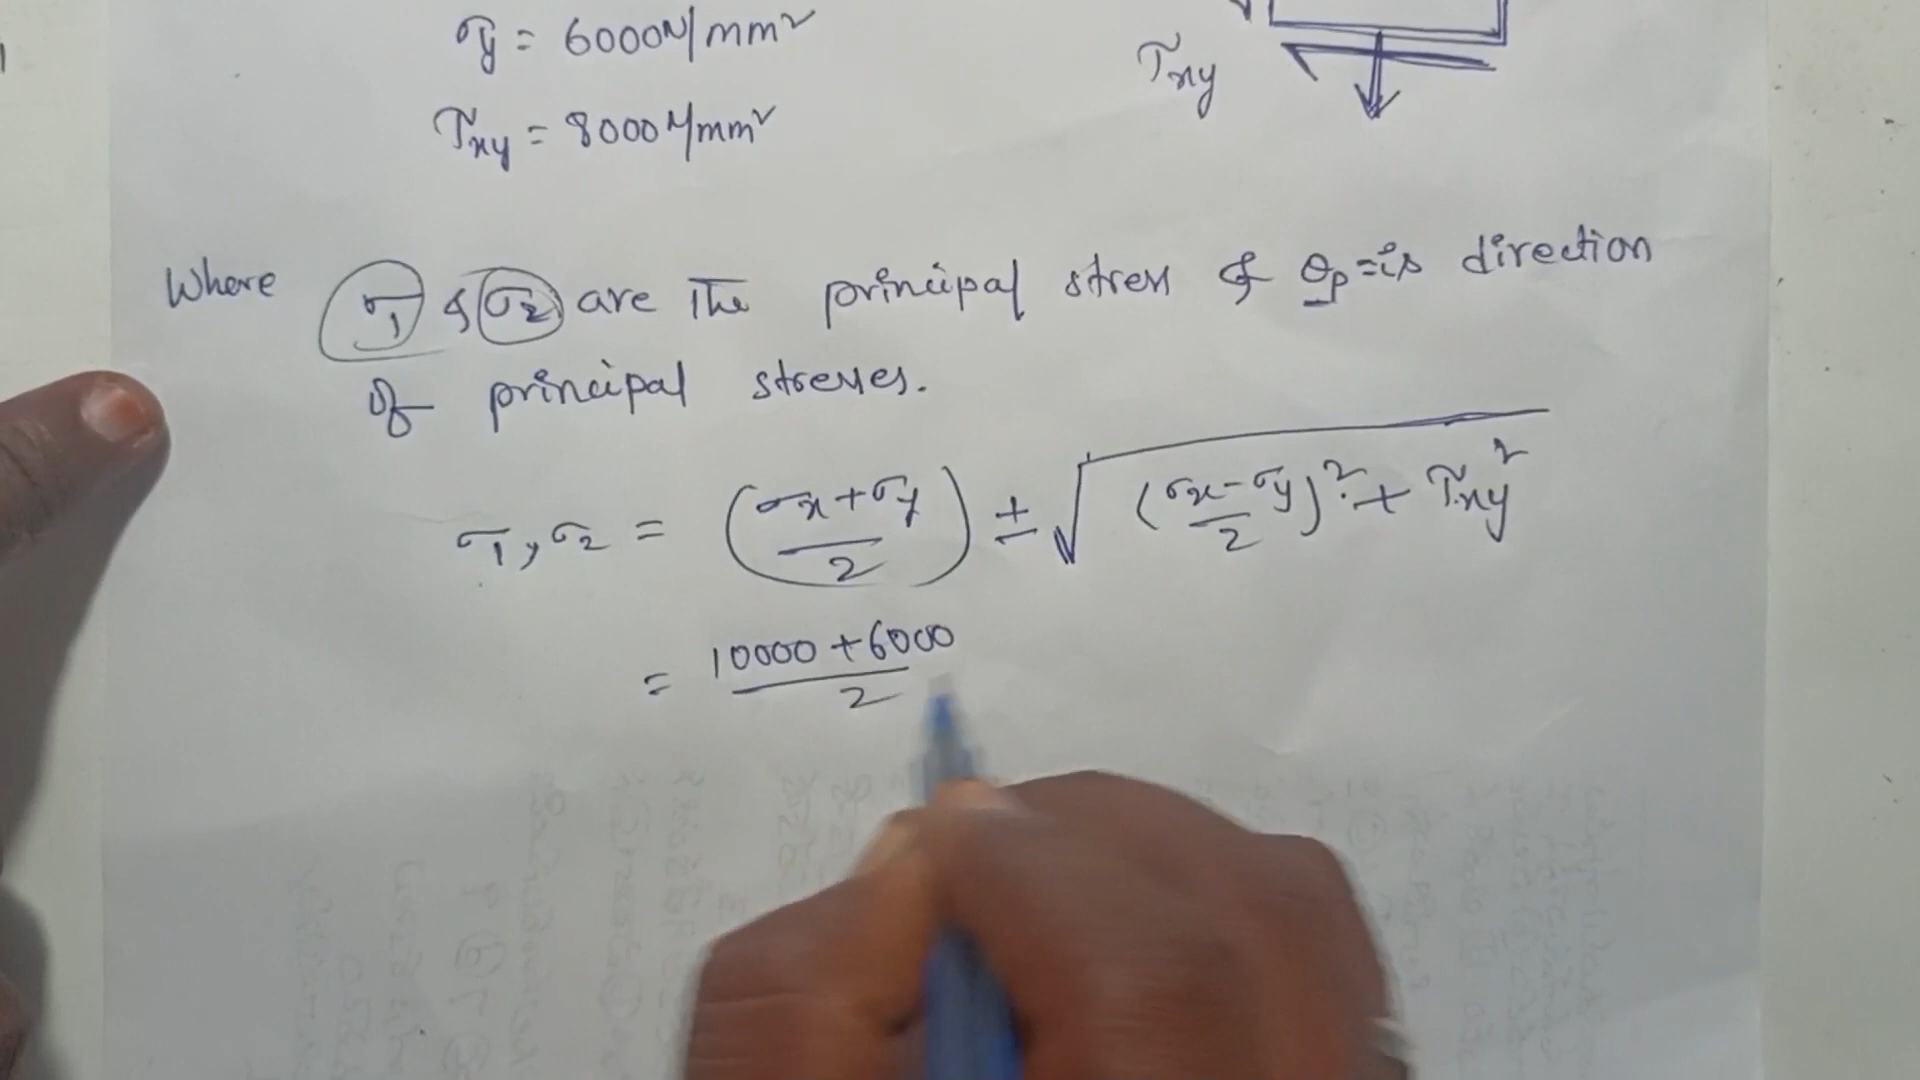 σy = 6000N/mm²
τxy
τxy = 8000 N/mm²
Where σ1 & σ2 are The principal stress & θp = is direction
of principal stresses.
σ1, σ2 = (σx+σy/2) ± √(σx-σy/2)² + τxy²
= 10000+6000/2